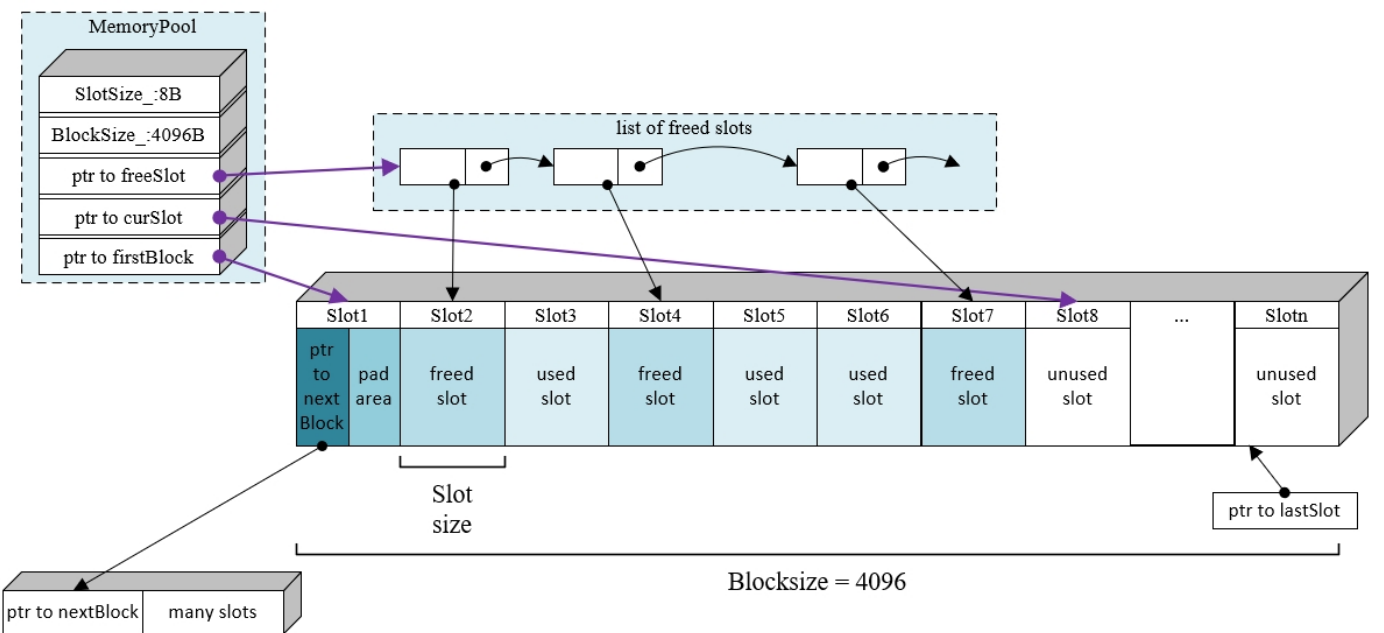 MemoryPool
SlotSize_:8B
BlockSize_:4096B
ptr to freeSlot
ptr to curSlot
ptr to firstBlock
list of freed slots
Slot1
Slot2
Slot3
Slot4
Slot5
Slot6
Slot7
Slot8
...
Slotn
ptr
to
next
Block
pad
area
freed
slot
used
slot
freed
slot
used
slot
used
slot
freed
slot
unused
slot
unused
slot
Slot
size
ptr to lastSlot
Blocksize = 4096
ptr to nextBlock
many slots